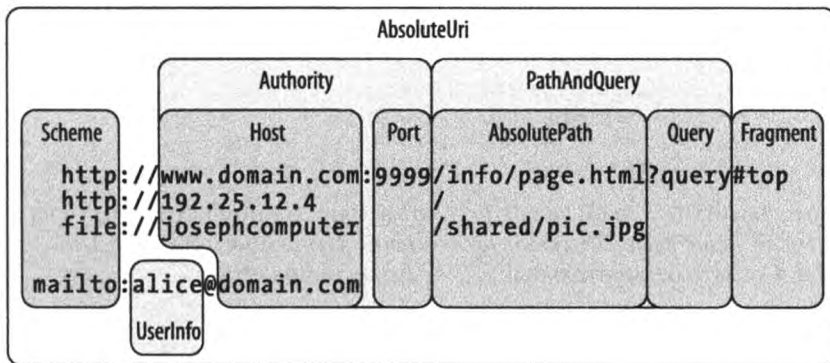 AbsoluteUri
Authority PathAndQuery
Scheme Host Port AbsolutePath Query Fragment
http://www.domain.com:9999/info/page.html?query#top
http://192.25.12.4 /
file://josephcomputer /shared/pic.jpg
mailto:alice@domain.com
UserInfo